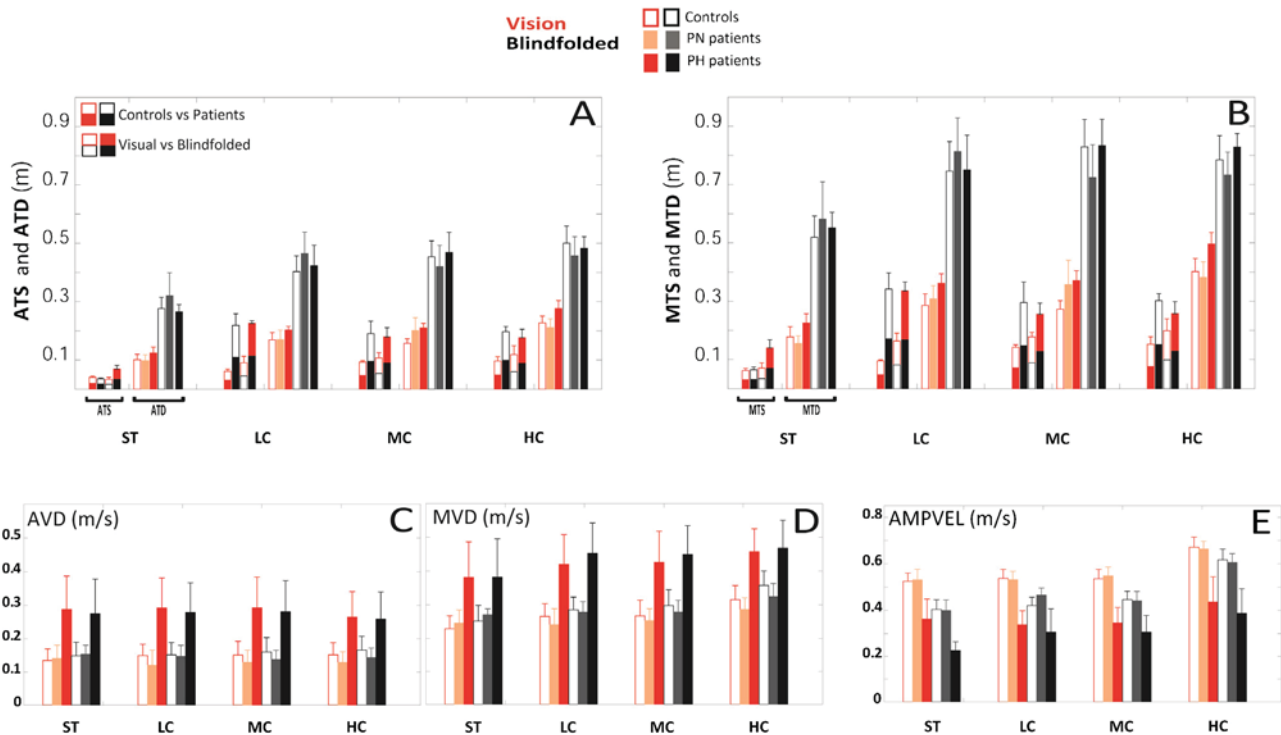 Vision
Blindfolded
Controls
PN patients
PH patients
A
Controls vs Patients
Visual vs Blindfolded
ATS and ATD (m)
0.9
0.7
0.5
0.3
0.1
ATS
ATD
ST
LC
MC
HC
B
MTS and MTD (m)
0.9
0.7
0.5
0.3
0.1
MTS
MTD
ST
LC
MC
HC
AVD (m/s)
C
0.5
0.4
0.3
0.2
0.1
0
ST
LC
MC
HC
MVD (m/s)
D
ST
LC
MC
HC
AMPVEL (m/s)
E
0.8
0.6
0.4
0.2
0
ST
LC
MC
HC